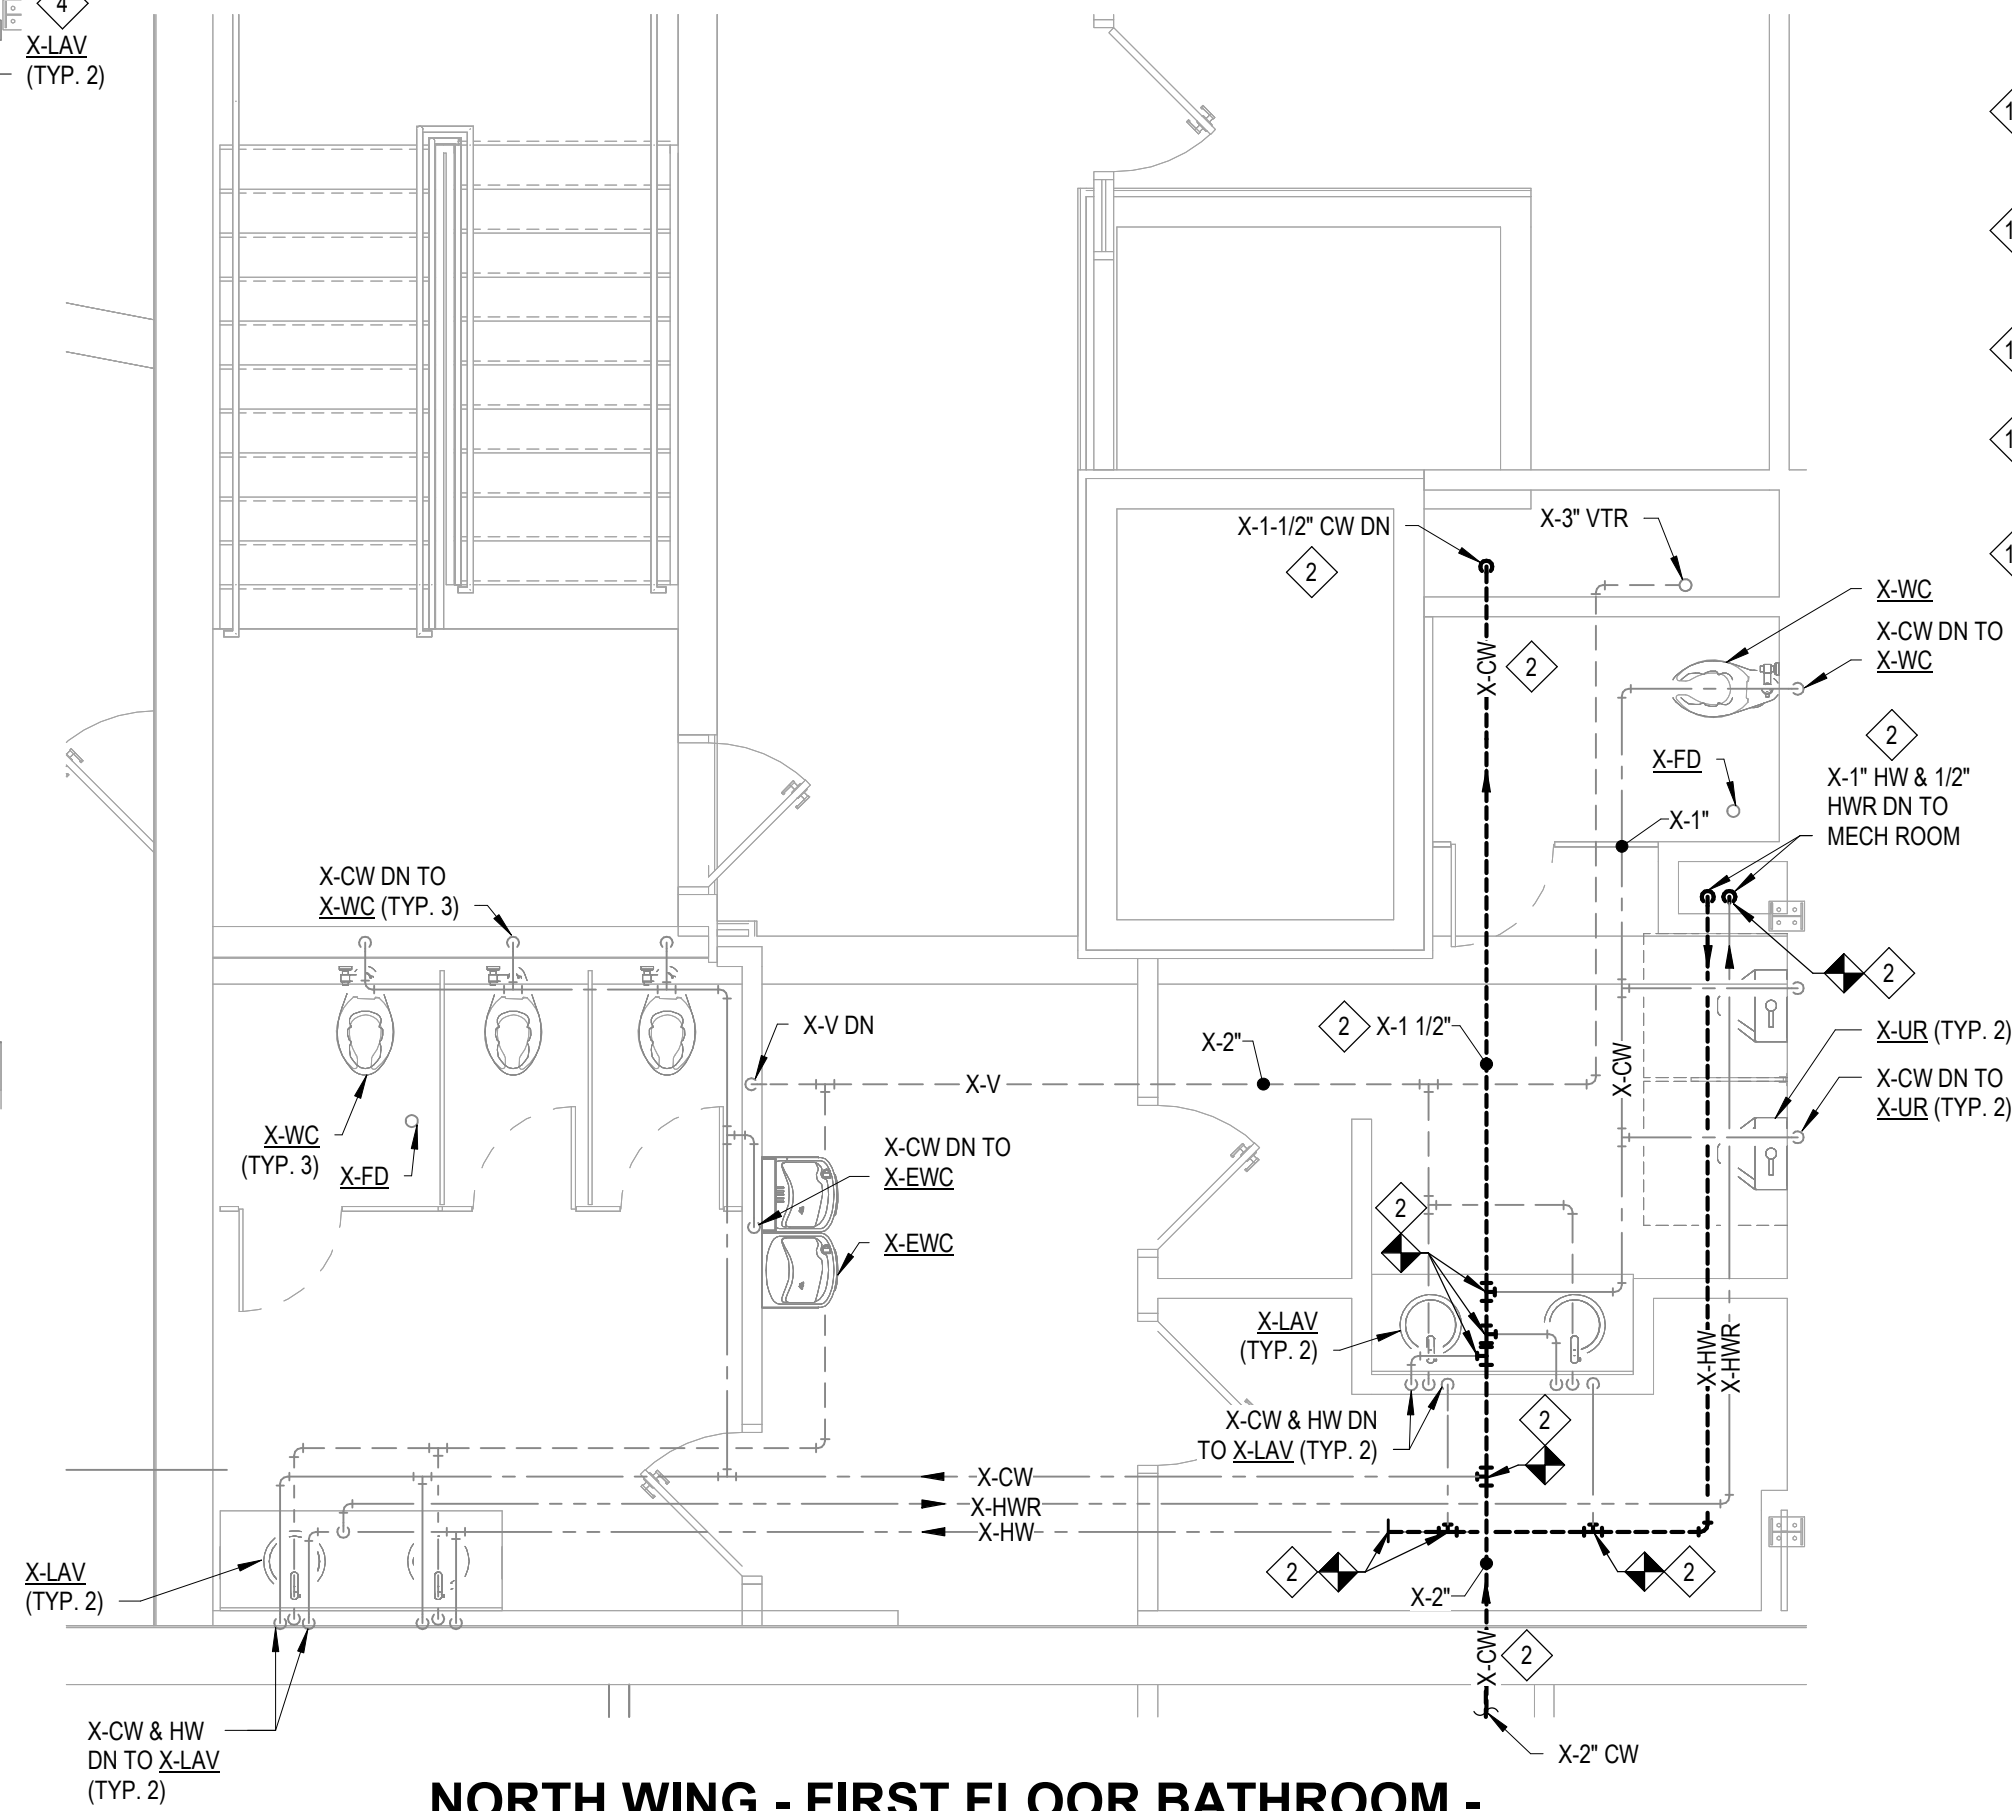 4
X-LAV
(TYP. 2)
X-1-1/2" CW DN
2
X-3" VTR
X-WC
X-CW DN TO
X-WC
X-CW
2
2
X-FD
X-1" HW & 1/2"
HWR DN TO
MECH ROOM
X-1"
X-CW DN TO
X-WC (TYP. 3)
2
X-V DN
X-2"
2
X-1 1/2"
X-UR (TYP. 2)
X-V
X-CW
X-CW DN TO
X-UR (TYP. 2)
X-WC
(TYP. 3)
X-FD
X-CW DN TO
X-EWC
2
X-EWC
X-LAV
(TYP. 2)
X-HW
X-HWR
X-CW & HW DN
TO X-LAV (TYP. 2)
2
X-CW
X-HWR
X-HW
X-LAV
(TYP. 2)
2
2
X-2"
X-CW
2
X-CW & HW
DN TO X-LAV
(TYP. 2)
X-2" CW
NORTH WING - FIRST FLOOR BATHROOM -